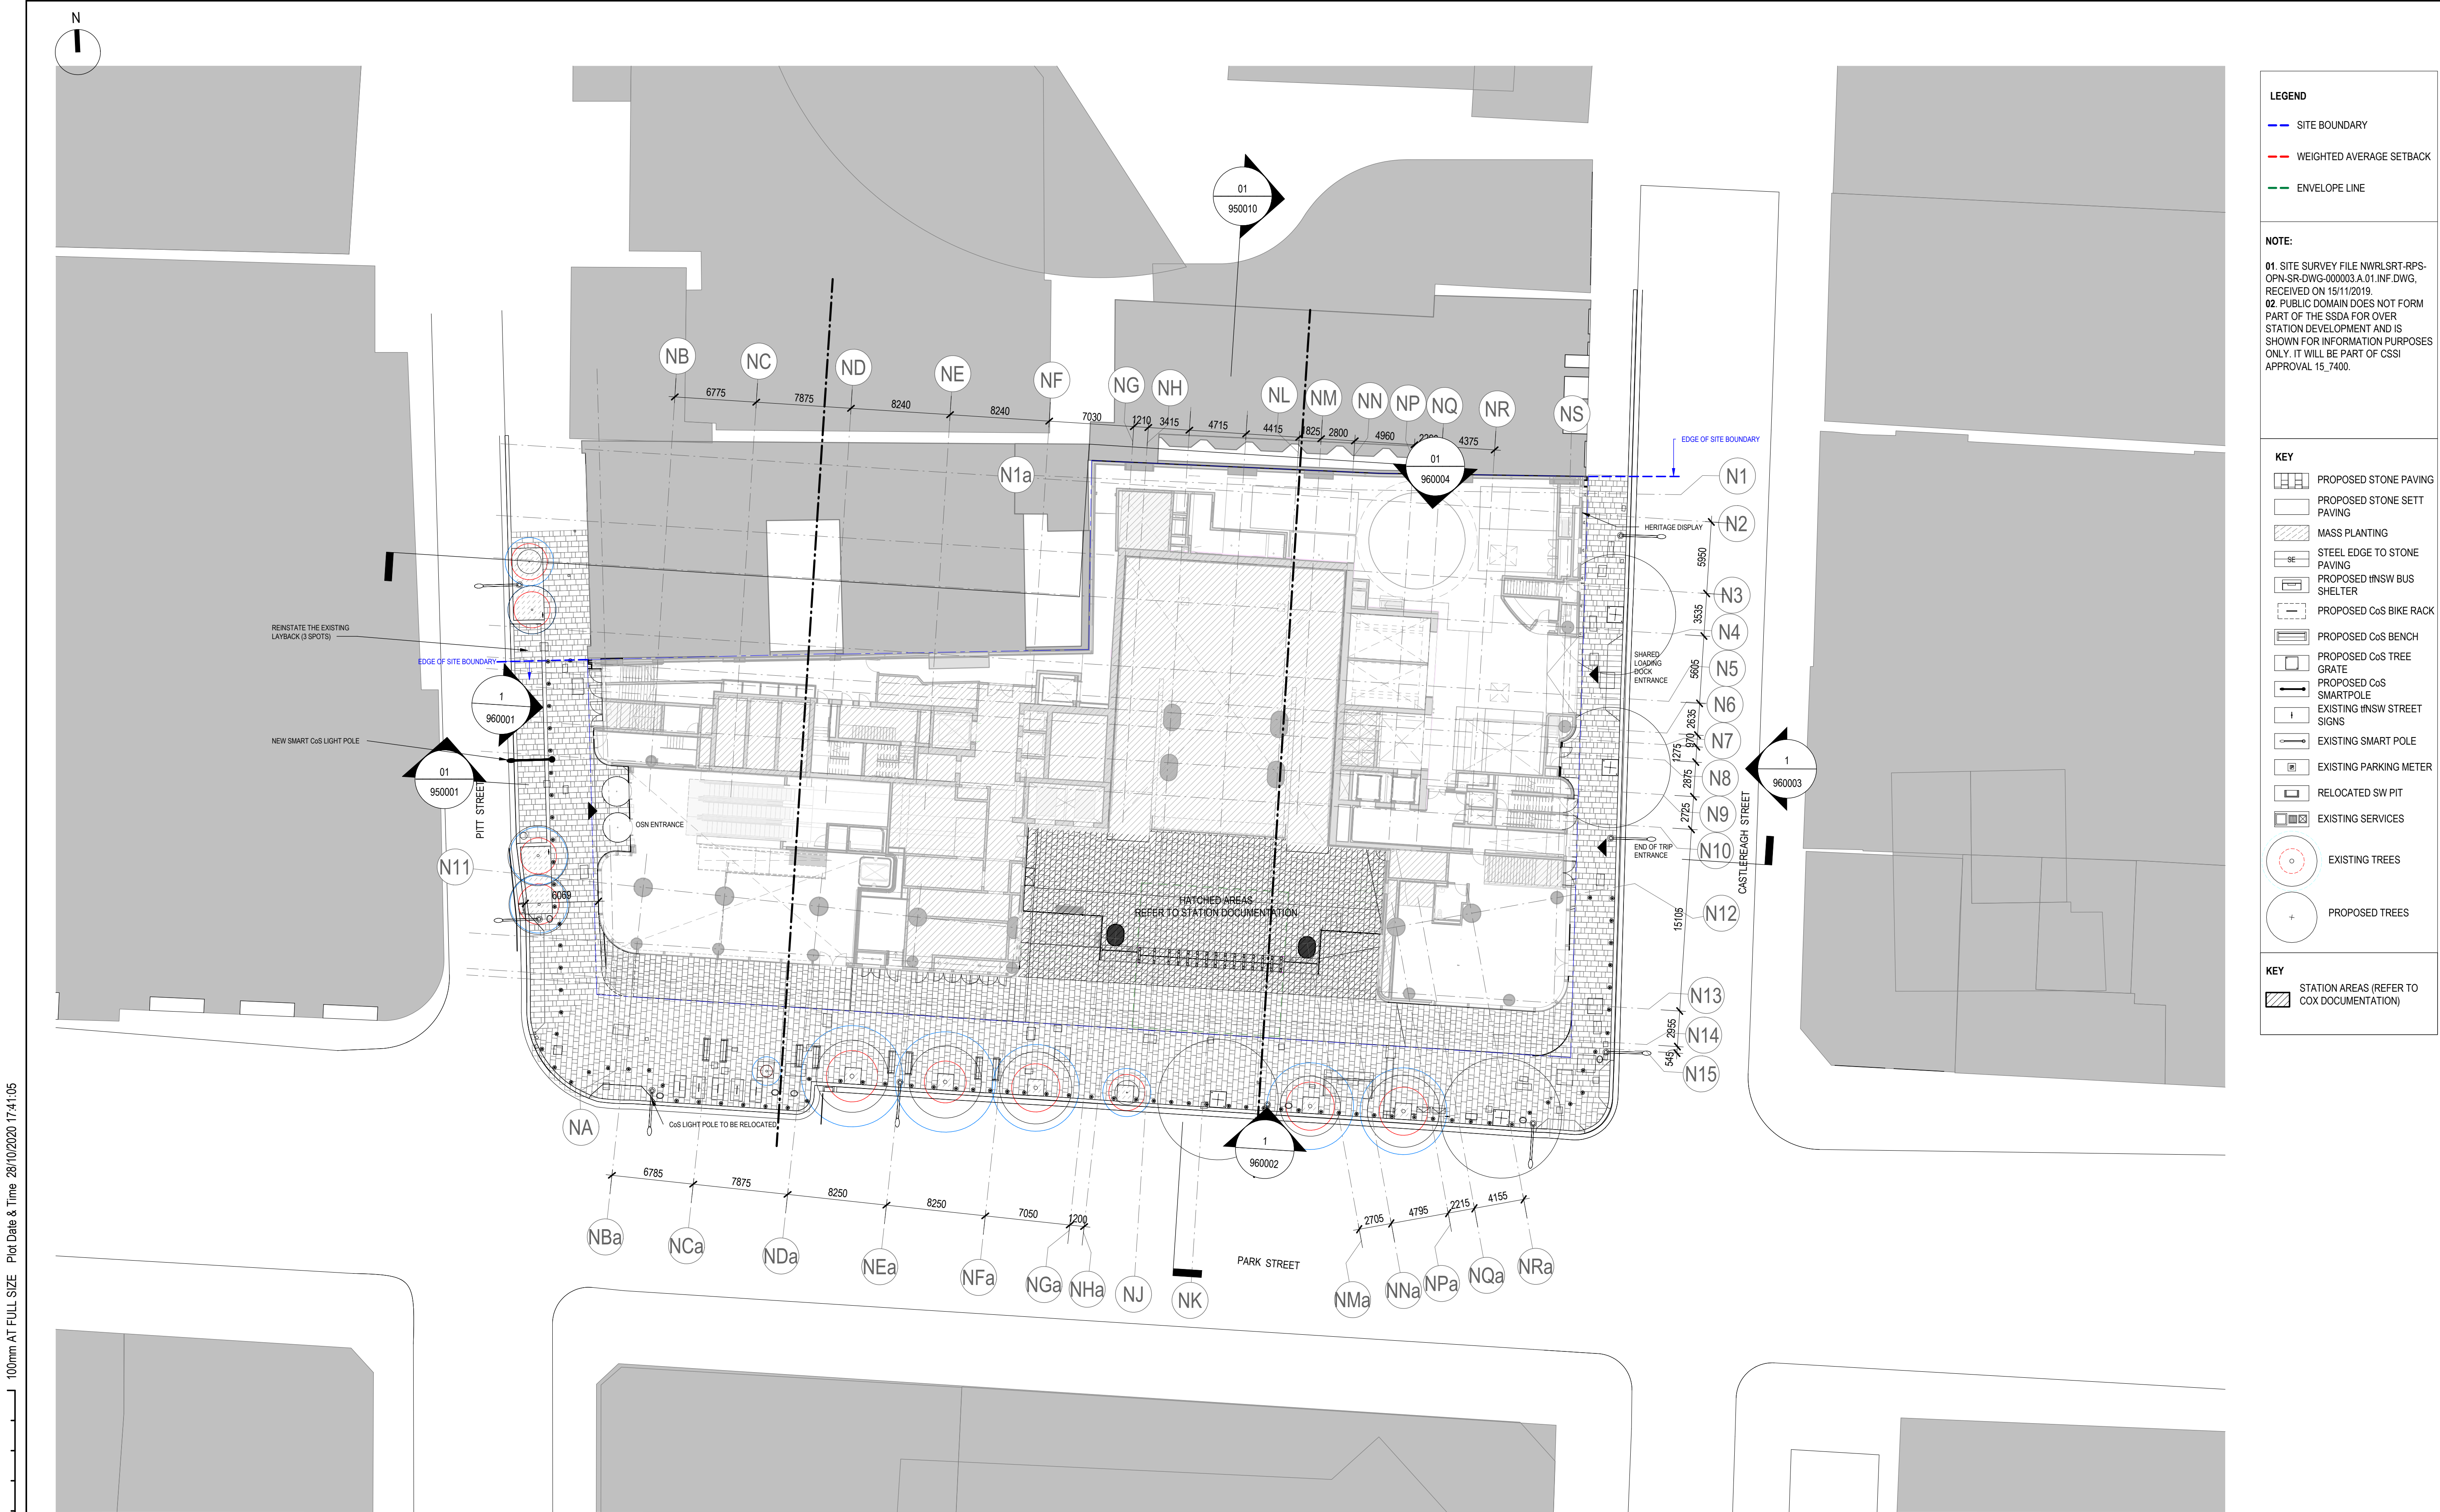 N
01
950010
NB
NC
ND
NE
NF
NG
NH
NL
NM
NN
NP
NQ
NR
NS
6775
7875
8240
8240
7030
1210
3415
4715
4415
1825
2800
4960
4375
EDGE OF SITE BOUNDARY
N1a
01
960004
N1
N2
HERITAGE DISPLAY
5950
N3
3535
N4
REINSTATE THE EXISTING
LAYBACK (3 SPOTS)
EDGE OF SITE BOUNDARY
SHARED
LOADING
DOCK
ENTRANCE
N5
5605
N6
2635
1
960001
NEW SMART CoS LIGHT POLE
970
N7
1275
01
950001
1
960003
N8
2875
PITT STREET
OSN ENTRANCE
N9
2725
CASTLEREAGH STREET
END OF TRIP
ENTRANCE
N10
N11
6069
HATCHED AREAS
REFER TO STATION DOCUMENTATION
N12
15105
N13
2955
N14
545
N15
NA
CoS LIGHT POLE TO BE RELOCATED
1
960002
6785
7875
8250
8250
7050
1200
2705
4795
2215
4155
NBa
NCa
NDa
NEa
NFa
NGa
NHa
NJ
NK
NMa
NNa
NPa
NQa
NRa
PARK STREET
LEGEND
SITE BOUNDARY
WEIGHTED AVERAGE SETBACK
ENVELOPE LINE
NOTE:
01. SITE SURVEY FILE NWRLSRT-RPS-
OPN-SR-DWG-000003.A.01.INF.DWG,
RECEIVED ON 15/11/2019.
02. PUBLIC DOMAIN DOES NOT FORM
PART OF THE SSDA FOR OVER
STATION DEVELOPMENT AND IS
SHOWN FOR INFORMATION PURPOSES
ONLY. IT WILL BE PART OF CSSI
APPROVAL 15_7400.
KEY
PROPOSED STONE PAVING
PROPOSED STONE SETT
PAVING
MASS PLANTING
SE
STEEL EDGE TO STONE
PAVING
PROPOSED tfNSW BUS
SHELTER
PROPOSED CoS BIKE RACK
PROPOSED CoS BENCH
PROPOSED CoS TREE
GRATE
PROPOSED CoS
SMARTPOLE
EXISTING tfNSW STREET
SIGNS
EXISTING SMART POLE
EXISTING PARKING METER
RELOCATED SW PIT
EXISTING SERVICES
EXISTING TREES
PROPOSED TREES
KEY
STATION AREAS (REFER TO
COX DOCUMENTATION)
100mm AT FULL SIZE Plot Date & Time 28/10/2020 17:41:05